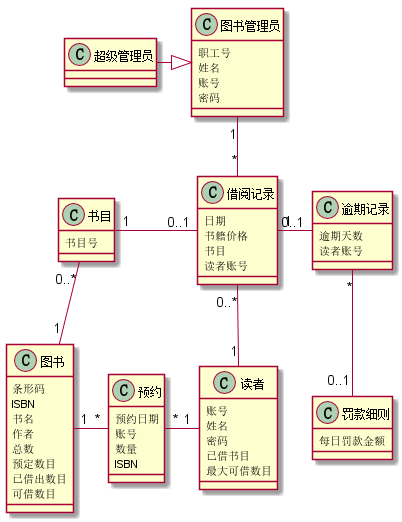 C 图书管理员
职工号
姓名
账号
密码
C 超级管理员
1
*
C 借阅记录
日期
书籍价格
书目
读者账号
C 书目
书目号
1
0..1
0..1
1
C 逾期记录
逾期天数
读者账号
0..*
1
0..*
1
*
0..1
C 图书
条形码
ISBN
书名
作者
总数
预定数目
已借出数目
可借数目
1
*
C 预约
预约日期
账号
数量
ISBN
*
1
C 读者
账号
姓名
密码
已借书目
最大可借数目
C 罚款细则
每日罚款金额